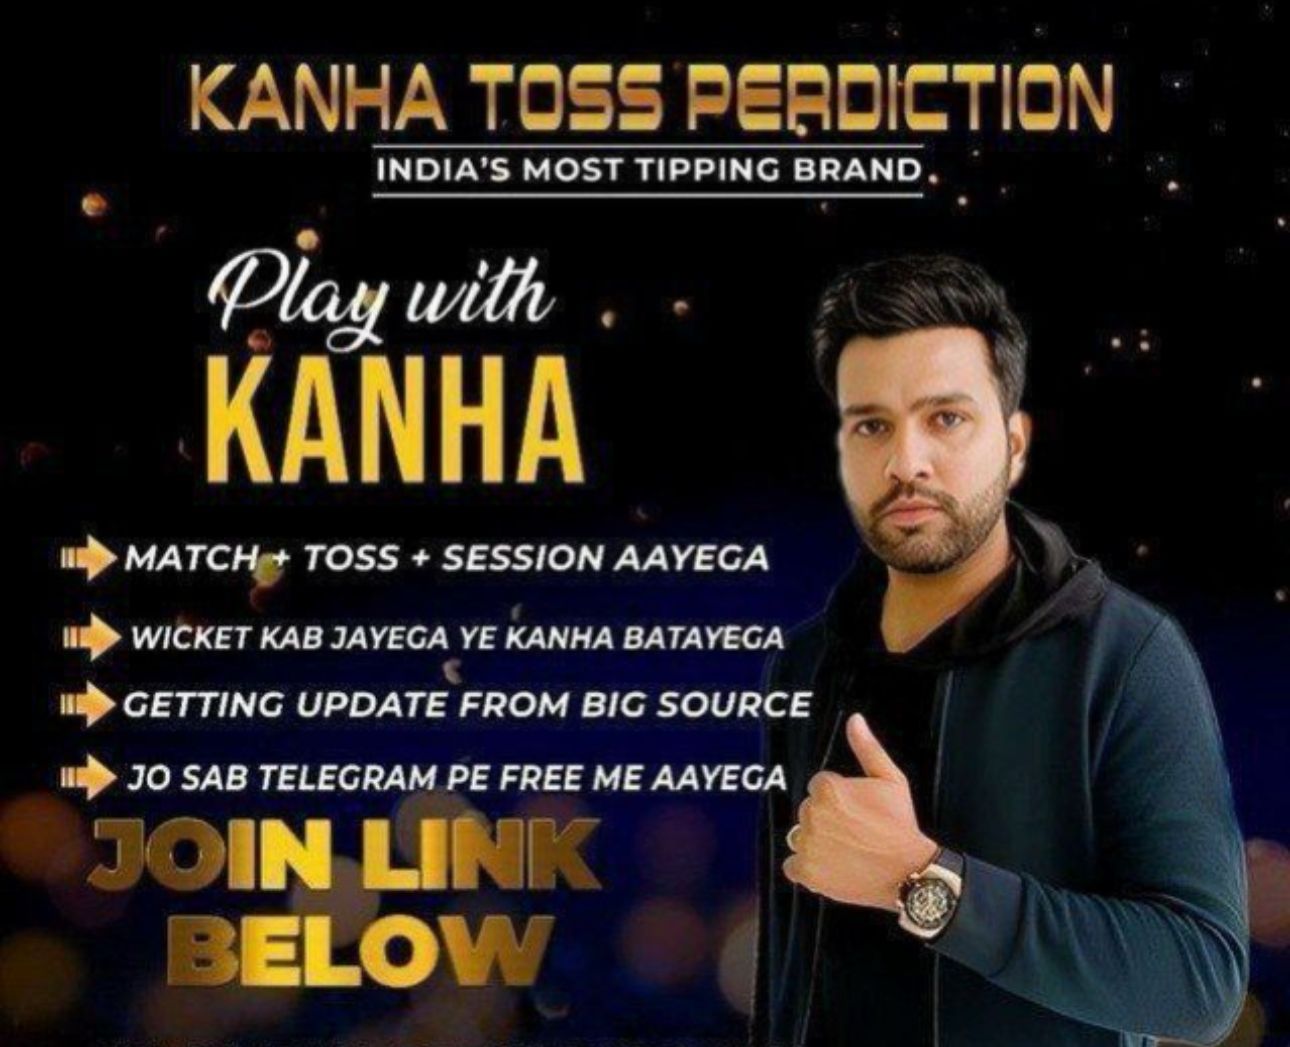 KANHA TOSS PERDICTION
INDIA'S MOST TIPPING BRAND
Play with
KANHA
MATCH + TOSS + SESSION AAYEGA
WICKET KAB JAYEGA YE KANHA BATAYEGA
GETTING UPDATE FROM BIG SOURCE
JO SAB TELEGRAM PE FREE ME AAYEGA
JOIN LINK
BELOW